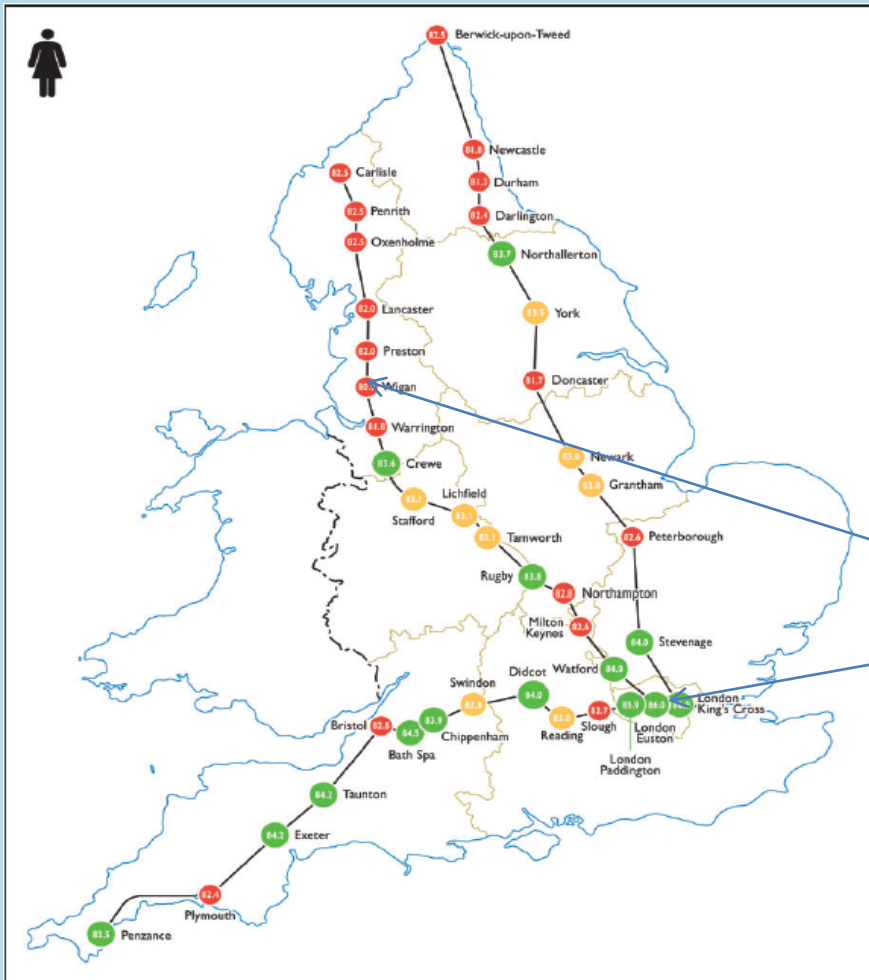 82.5 Berwick-upon-Tweed
81.8 Newcastle
82.5 Carlisle
81.3 Durham
82.5 Penrith
82.4 Darlington
82.5 Oxenholme
83.7 Northallerton
82.0 Lancaster
83.5 York
82.0 Preston
81.7 Doncaster
Wigan
81.8 Warrington
83.0 Newark
83.6 Crewe
83.0 Grantham
83.1 Stafford
Lichfield 83.1
83.1 Tamworth
82.6 Peterborough
Rugby 83.8
82.8 Northampton
Milton
Keynes 82.6
84.0 Stevenage
Watford
Didcot 84.0
Swindon 82.8
London
King's Cross
85.9
86.0
London
Euston
London
Paddington
82.7 Slough
83.0 Reading
83.9 Chippenham
84.5 Bath Spa
Bristol 82.8
84.2 Taunton
84.2 Exeter
82.4
Plymouth
83.5 Penzance